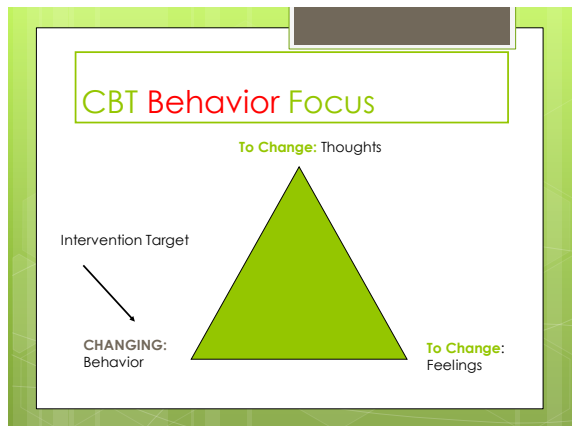 CBT Behavior Focus
To Change: Thoughts
Intervention Target
CHANGING:
Behavior
To Change:
Feelings